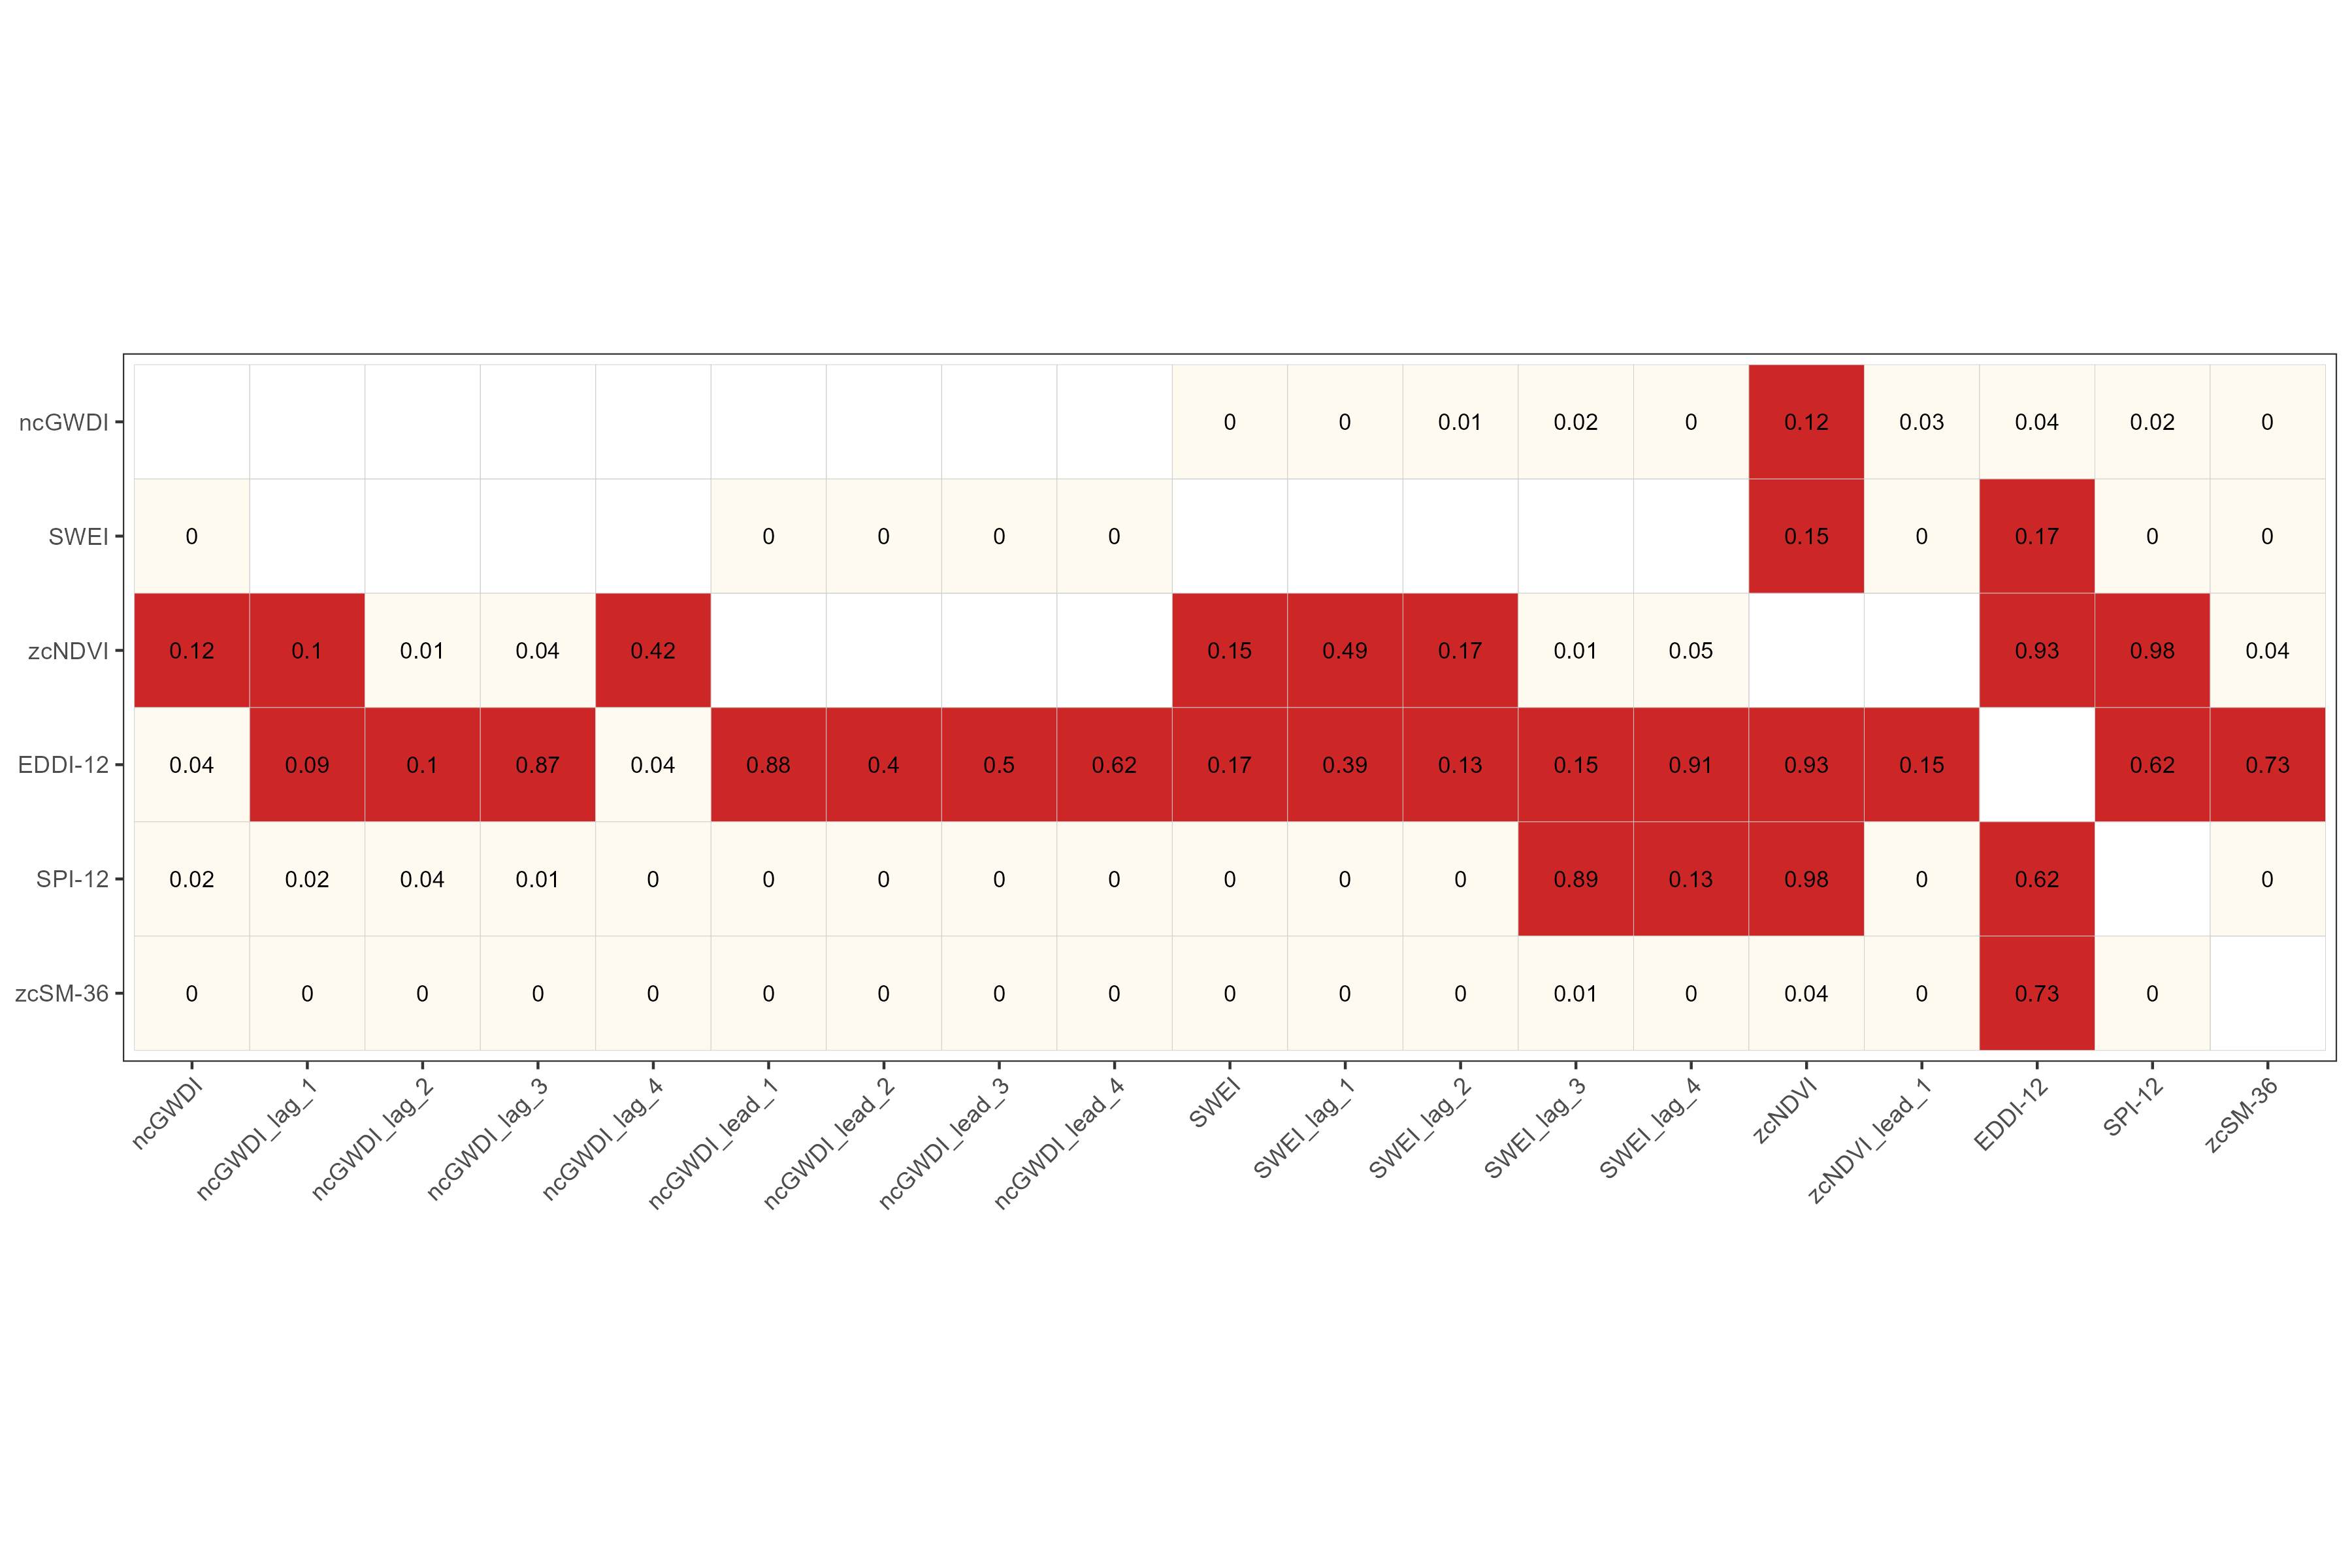 ncGWDI 0 0 0.01 0.02 0 0.12 0.03 0.04 0.02 0
SWEI 0 0 0 0 0 0.15 0 0.17 0 0
zcNDVI 0.12 0.1 0.01 0.04 0.42 0.15 0.49 0.17 0.01 0.05 0.93 0.98 0.04
EDDI-12 0.04 0.09 0.1 0.87 0.04 0.88 0.4 0.5 0.62 0.17 0.39 0.13 0.15 0.91 0.93 0.15 0.62 0.73
SPI-12 0.02 0.02 0.04 0.01 0 0 0 0 0 0 0 0 0.89 0.13 0.98 0 0.62 0
zcSM-36 0 0 0 0 0 0 0 0 0 0 0 0 0.01 0 0.04 0 0.73 0
ncGWDI
ncGWDI_lag_1
ncGWDI_lag_2
ncGWDI_lag_3
ncGWDI_lag_4
ncGWDI_lead_1
ncGWDI_lead_2
ncGWDI_lead_3
ncGWDI_lead_4
SWEI
SWEI_lag_1
SWEI_lag_2
SWEI_lag_3
SWEI_lag_4
zcNDVI
zcNDVI_lead_1
EDDI-12
SPI-12
zcSM-36